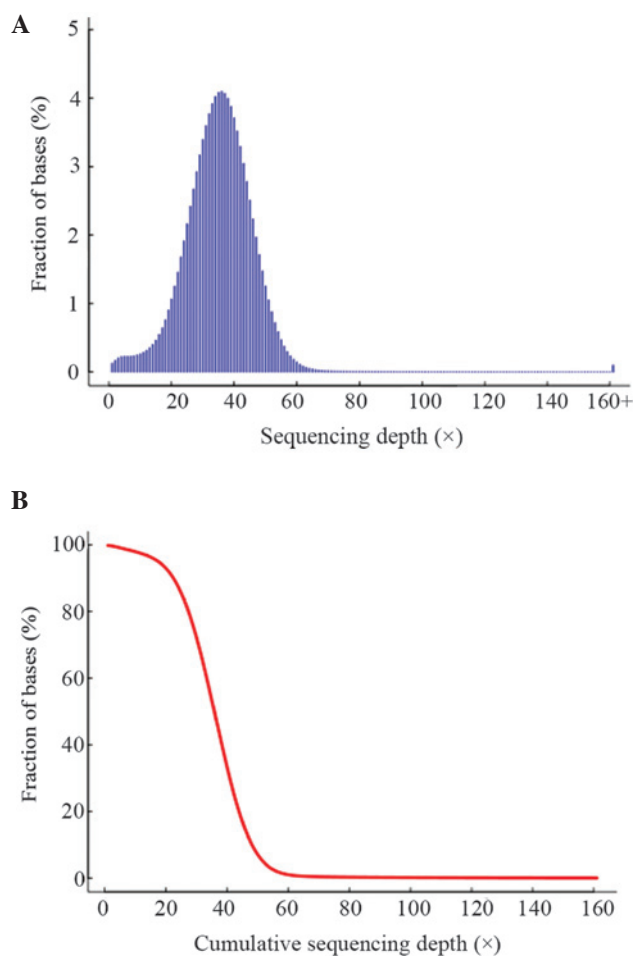 A
5
4
3
2
1
0
Fraction of bases (%)
0 20 40 60 80 100 120 140 160+
Sequencing depth (×)
B
100
80
60
40
20
0
Fraction of bases (%)
0 20 40 60 80 100 120 140 160
Cumulative sequencing depth (×)